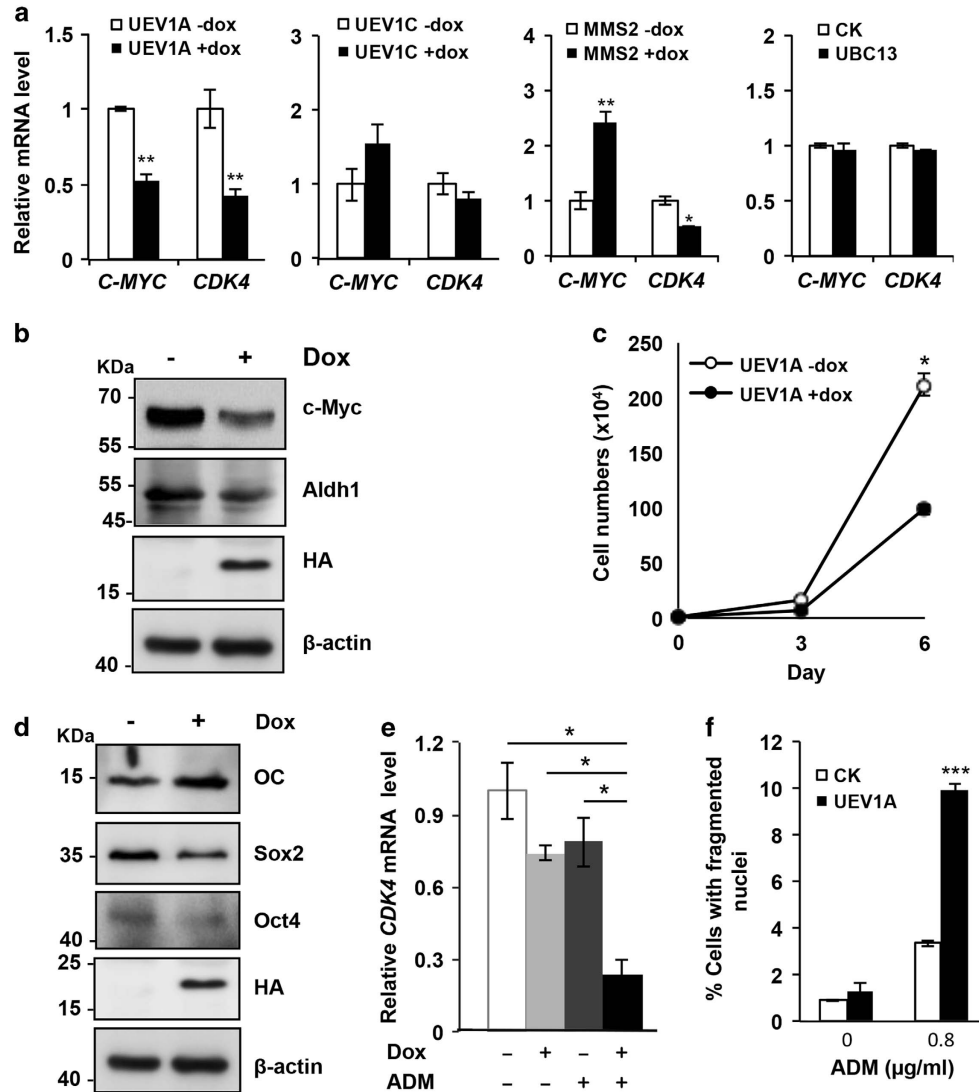 a
UEV1A -dox
UEV1A +dox
UEV1C -dox
UEV1C +dox
MMS2 -dox
MMS2 +dox
CK
UBC13
Relative mRNA level
1.5
1
0.5
0
**
**
C-MYC CDK4
3
2
1
0
C-MYC CDK4
4
3
2
1
0
**
*
C-MYC CDK4
2
1.5
1
0.5
0
C-MYC CDK4
b
- + Dox
KDa
70
55
c-Myc
55
45
Aldh1
15
HA
40
β-actin
c
Cell numbers (x10⁴)
250
200
150
100
50
0
UEV1A -dox
UEV1A +dox
*
0 3 6
Day
d
- + Dox
KDa
15
OC
35
Sox2
40
Oct4
25
15
HA
40
β-actin
e
Relative CDK4 mRNA level
1.2
0.9
0.6
0.3
0
*
*
*
Dox – + – +
ADM – – + +
f
% Cells with fragmented
nuclei
12
10
8
6
4
2
0
CK
UEV1A
***
0 0.8
ADM (μg/ml)